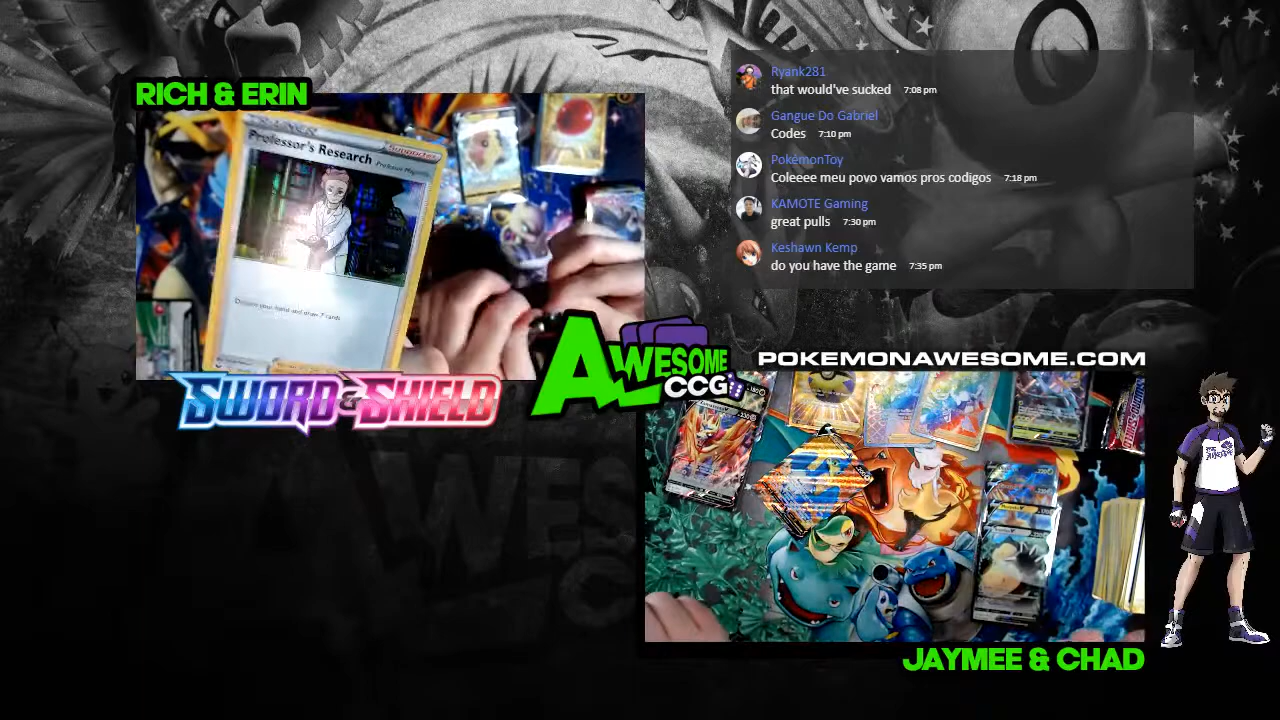 RICH & ERIN
Professor's Research
Supporter
Discard your hand and draw 7 cards.
Ryank281
that would've sucked 7:08 pm
Gangue Do Gabriel
Codes 7:10 pm
PokémonToy
Coleeee meu povo vamos pros codigos 7:18 pm
KAMOTE Gaming
great pulls 7:30 pm
Keshawn Kemp
do you have the game 7:35 pm
SWORD & SHIELD
AWESOME
CCG
POKEMONAWESOME.COM
JAYMEE & CHAD